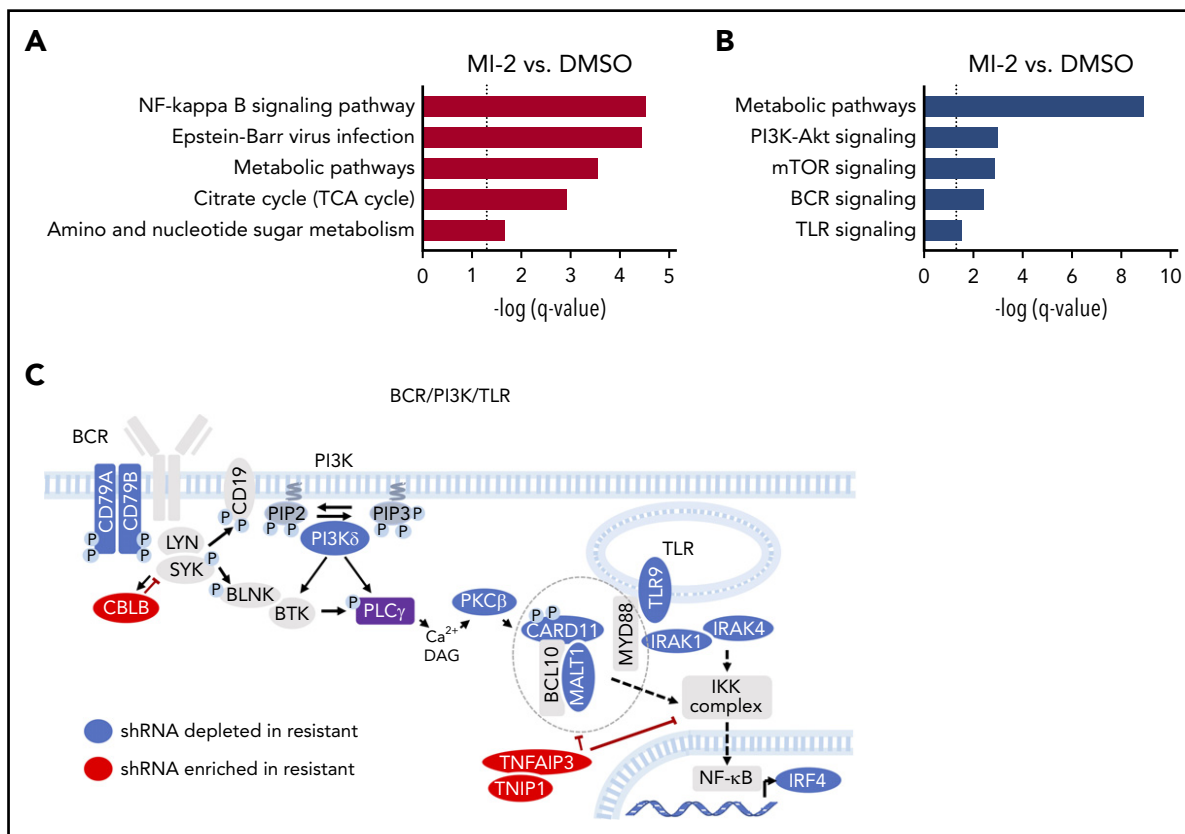 A
MI-2 vs. DMSO
NF-kappa B signaling pathway
Epstein-Barr virus infection
Metabolic pathways
Citrate cycle (TCA cycle)
Amino and nucleotide sugar metabolism
0 1 2 3 4 5
-log (q-value)
B
MI-2 vs. DMSO
Metabolic pathways
PI3K-Akt signaling
mTOR signaling
BCR signaling
TLR signaling
0 2 4 6 8 10
-log (q-value)
C
BCR/PI3K/TLR
BCR
PI3K
CD79A
CD79B
CD19
P P
PIP2
P P
PIP3 P
P P
P P
P P
LYN
SYK P
PI3Kδ
CBLB
P BLNK
BTK
P PLCγ
Ca²⁺
DAG
PKCβ
P P
CARD11
BCL10
MALT1
MYD88
TLR
TLR9
IRAK1
IRAK4
IKK
complex
TNFAIP3
TNIP1
NF-κB
IRF4
shRNA depleted in resistant
shRNA enriched in resistant